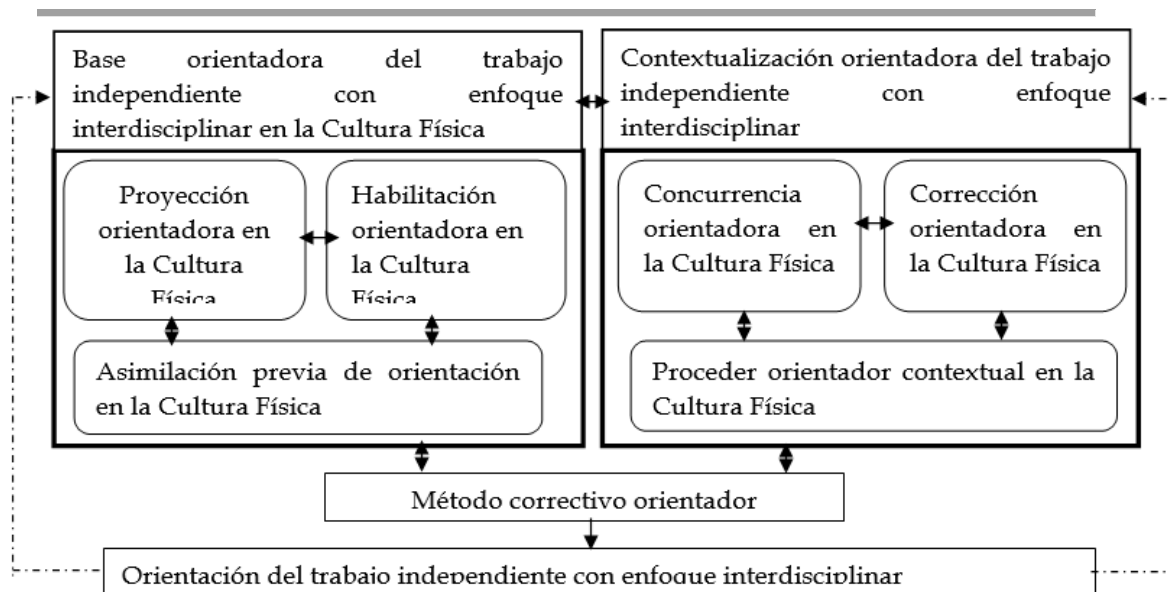 Base orientadora del trabajo
independiente con enfoque
interdisciplinar en la Cultura Física
Contextualización orientadora del trabajo
independiente con enfoque
interdisciplinar
Proyección
orientadora en
la Cultura
Física
Habilitación
orientadora en
la Cultura
Física
Asimilación previa de orientación
en la Cultura Física
Concurrencia
orientadora en
la Cultura Física
Corrección
orientadora en
la Cultura Física
Proceder orientador contextual en la
Cultura Física
Método correctivo orientador
Orientación del trabajo independiente con enfoque interdisciplinar